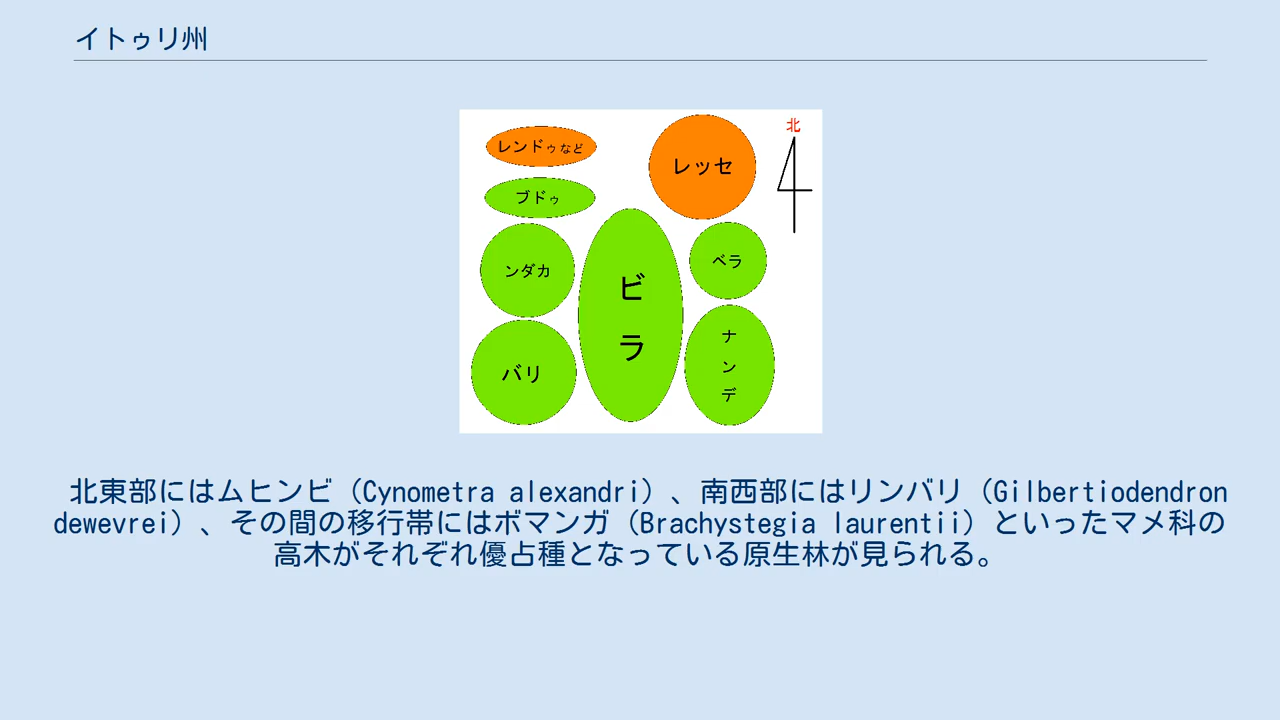 イトゥリ州
北
レンドゥなど
レッセ
ブドゥ
ンダカ
ビラ
ベラ
バリ
ナンデ
北東部にはムヒンビ（Cynometra alexandri）、南西部にはリンバリ（Gilbertiodendron
dewevrei）、その間の移行帯にはボマンガ（Brachystegia laurentii）といったマメ科の
高木がそれぞれ優占種となっている原生林が見られる。